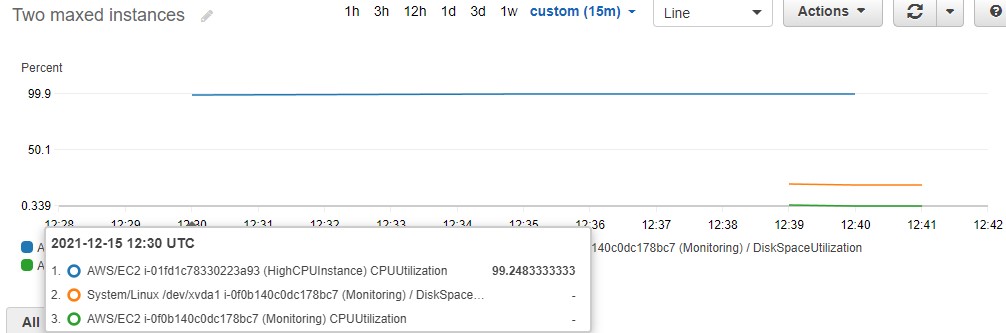 Two maxed instances 1h 3h 12h 1d 3d 1w custom (15m) Line Actions
Percent
99.9
50.1
0.339
12:28 12:29 12:30 12:31 12:32 12:33 12:34 12:35 12:36 12:37 12:38 12:39 12:40 12:41 12:42
A 140c0dc178bc7 (Monitoring) / DiskSpaceUtilization
A
2021-12-15 12:30 UTC
1. AWS/EC2 i-01fd1c78330223a93 (HighCPUInstance) CPUUtilization 99.2483333333
2. System/Linux /dev/xvda1 i-0f0b140c0dc178bc7 (Monitoring) / DiskSpace… -
3. AWS/EC2 i-0f0b140c0dc178bc7 (Monitoring) CPUUtilization -
All